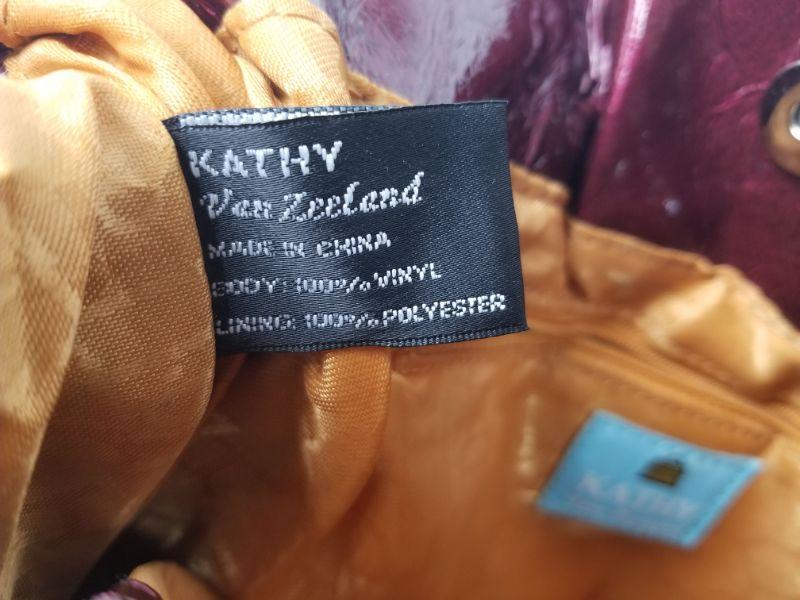 KATHY
Van Zeeland
MADE IN CHINA
BODY: 100% VINYL
LINING: 100% POLYESTER
KATHY